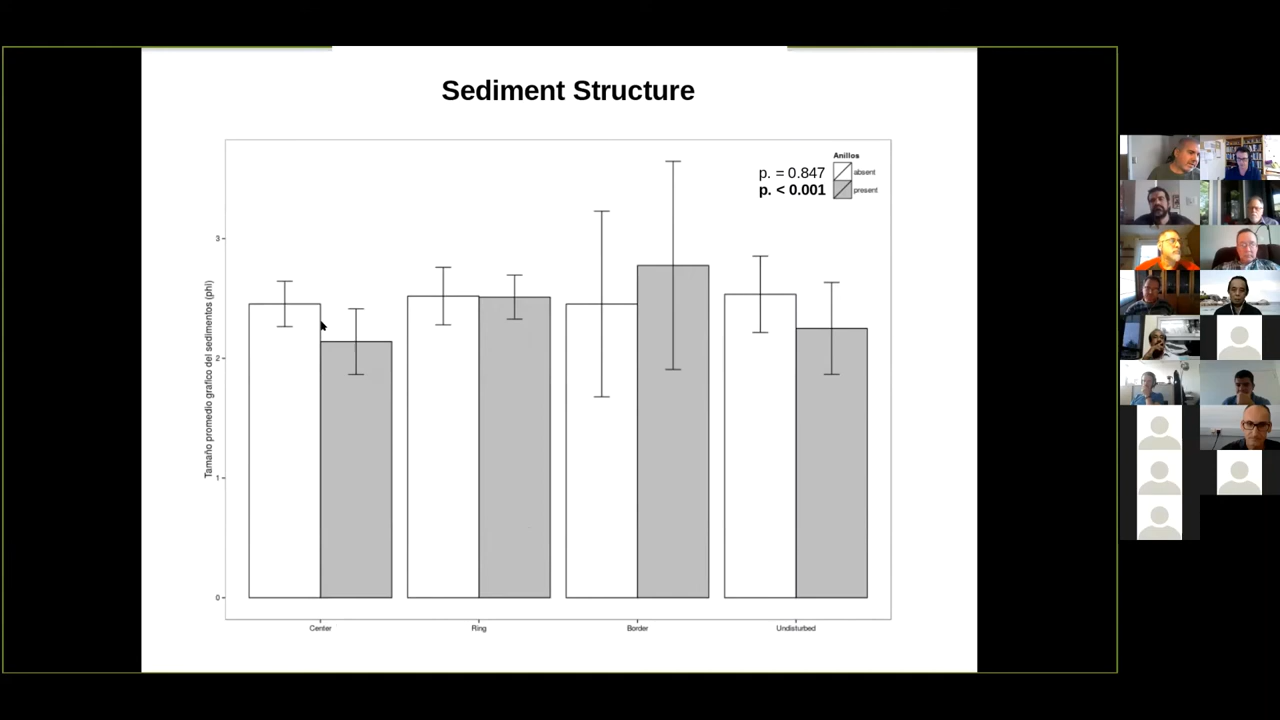 Sediment Structure
Anillos
p. = 0.847 absent
p. < 0.001 present
Tamaño promedio grafico del sedimentos (phi)
3
2
1
0
Center Ring Border Undisturbed